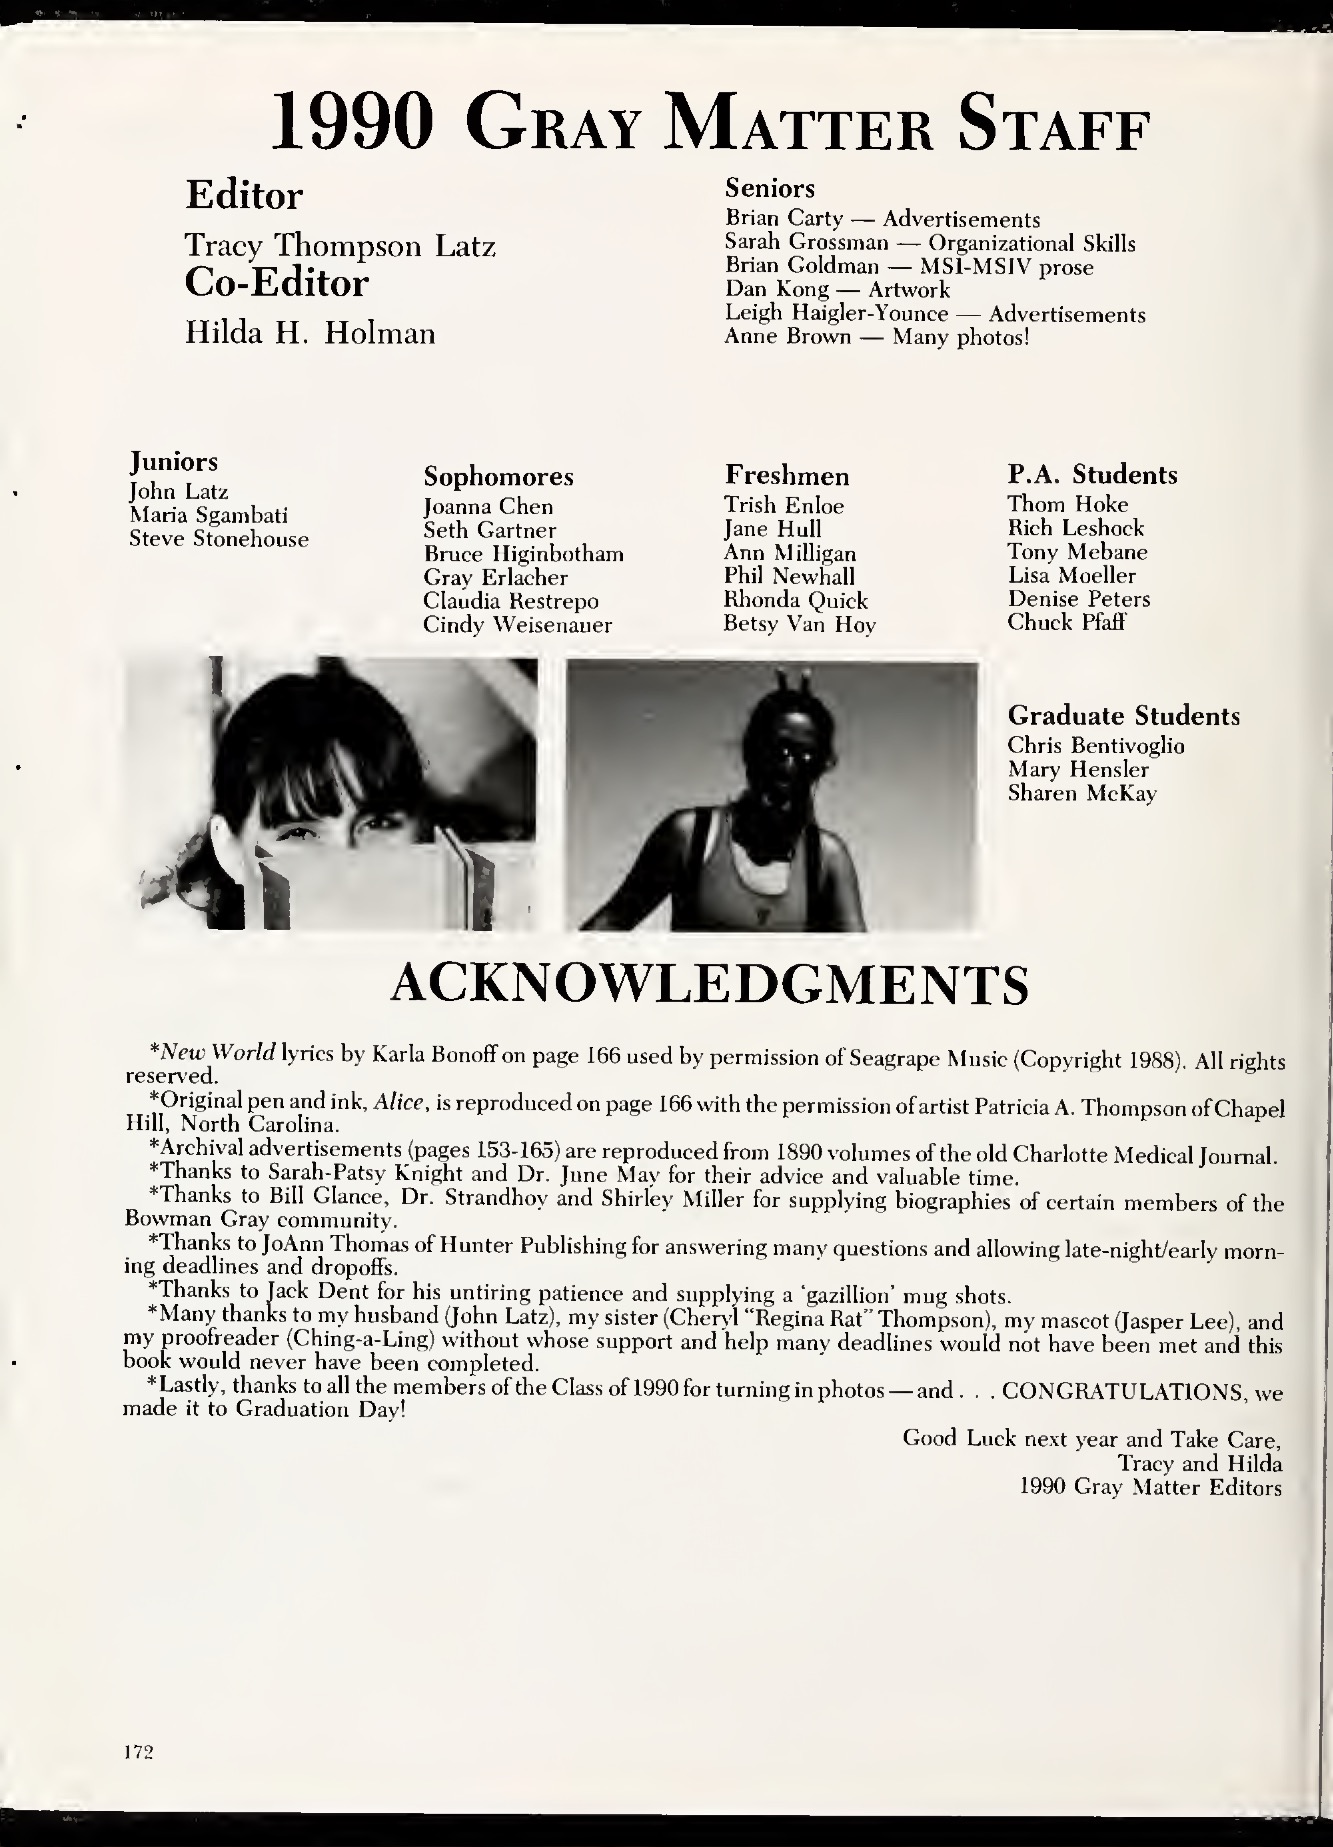 1990 GRAY MATTER STAFF
Editor
Tracy Thompson Latz
Co-Editor
Hilda H. Holman
Seniors
Brian Carty — Advertisements
Sarah Grossman — Organizational Skills
Brian Goldman — MSI-MSIV prose
Dan Kong — Artwork
Leigh Haigler-Younce — Advertisements
Anne Brown — Many photos!
Juniors
John Latz
Maria Sgambati
Steve Stonehouse
Sophomores
Joanna Chen
Seth Gartner
Bruce Higinbotham
Gray Erlacher
Claudia Restrepo
Cindy Weisenauer
Freshmen
Trish Enloe
Jane Hull
Ann Milligan
Phil Newhall
Rhonda Quick
Betsy Van Hoy
P.A. Students
Thom Hoke
Rich Leshock
Tony Mebane
Lisa Moeller
Denise Peters
Chuck Pfaff
Graduate Students
Chris Bentivoglio
Mary Hensler
Sharen McKay
ACKNOWLEDGMENTS
*New World lyrics by Karla Bonoff on page 166 used by permission of Seagrape Music (Copyright 1988). All rights
reserved.
*Original pen and ink, Alice, is reproduced on page 166 with the permission of artist Patricia A. Thompson of Chapel
Hill, North Carolina.
*Archival advertisements (pages 153-165) are reproduced from 1890 volumes of the old Charlotte Medical Journal.
*Thanks to Sarah-Patsy Knight and Dr. June May for their advice and valuable time.
*Thanks to Bill Glance, Dr. Strandhoy and Shirley Miller for supplying biographies of certain members of the
Bowman Gray community.
*Thanks to JoAnn Thomas of Hunter Publishing for answering many questions and allowing late-night/early morn-
ing deadlines and dropoffs.
*Thanks to Jack Dent for his untiring patience and supplying a 'gazillion' mug shots.
*Many thanks to my husband (John Latz), my sister (Cheryl "Regina Rat" Thompson), my mascot (Jasper Lee), and
my proofreader (Ching-a-Ling) without whose support and help many deadlines would not have been met and this
book would never have been completed.
*Lastly, thanks to all the members of the Class of 1990 for turning in photos — and . . . CONGRATULATIONS, we
made it to Graduation Day!
Good Luck next year and Take Care,
Tracy and Hilda
1990 Gray Matter Editors
172